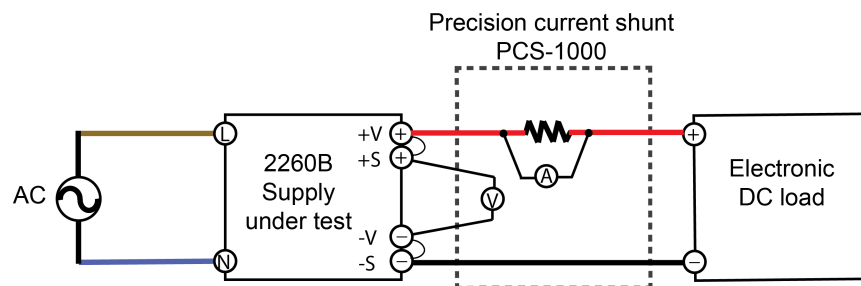 Precision current shunt
PCS-1000
AC
L
N
2260B
Supply
under test
+V
+S
-V
-S
+
+
−
−
V
A
+
−
Electronic
DC load